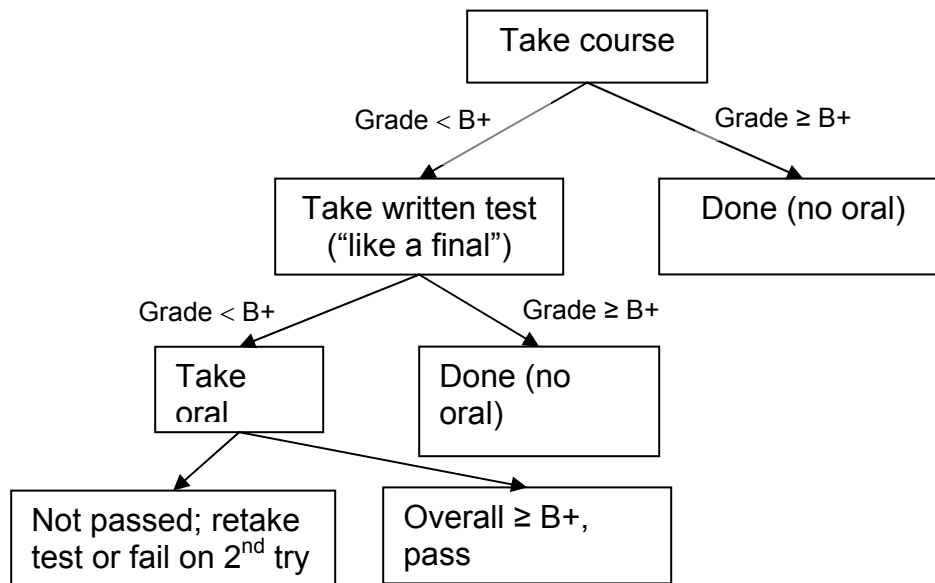 Take course
Grade < B+
Grade ≥ B+
Take written test
(“like a final”)
Done (no oral)
Grade < B+
Grade ≥ B+
Take
oral
Done (no
oral)
Not passed; retake
test or fail on 2nd try
Overall ≥ B+,
pass